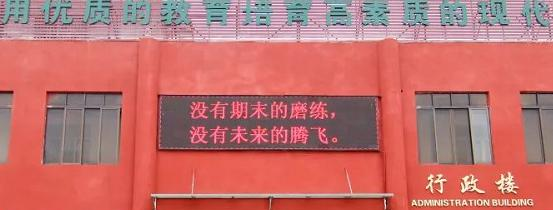 用优质的教育培育高素质的现代
没有期末的磨练，
没有未来的腾飞。
行政楼
ADMINISTRATION BUILDING